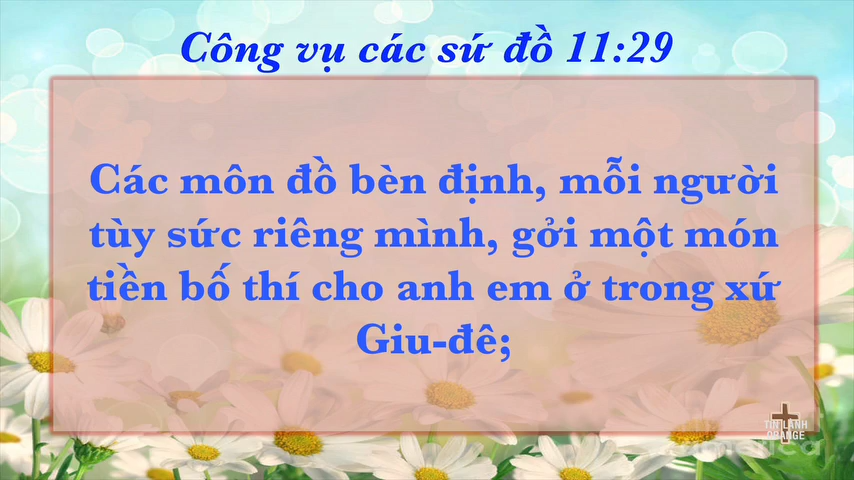 Công vụ các sứ đồ 11:29
Các môn đồ bèn định, mỗi người
tùy sức riêng mình, gởi một món
tiền bố thí cho anh em ở trong xứ
Giu-đê;
TIN LÀNH
ORANGE